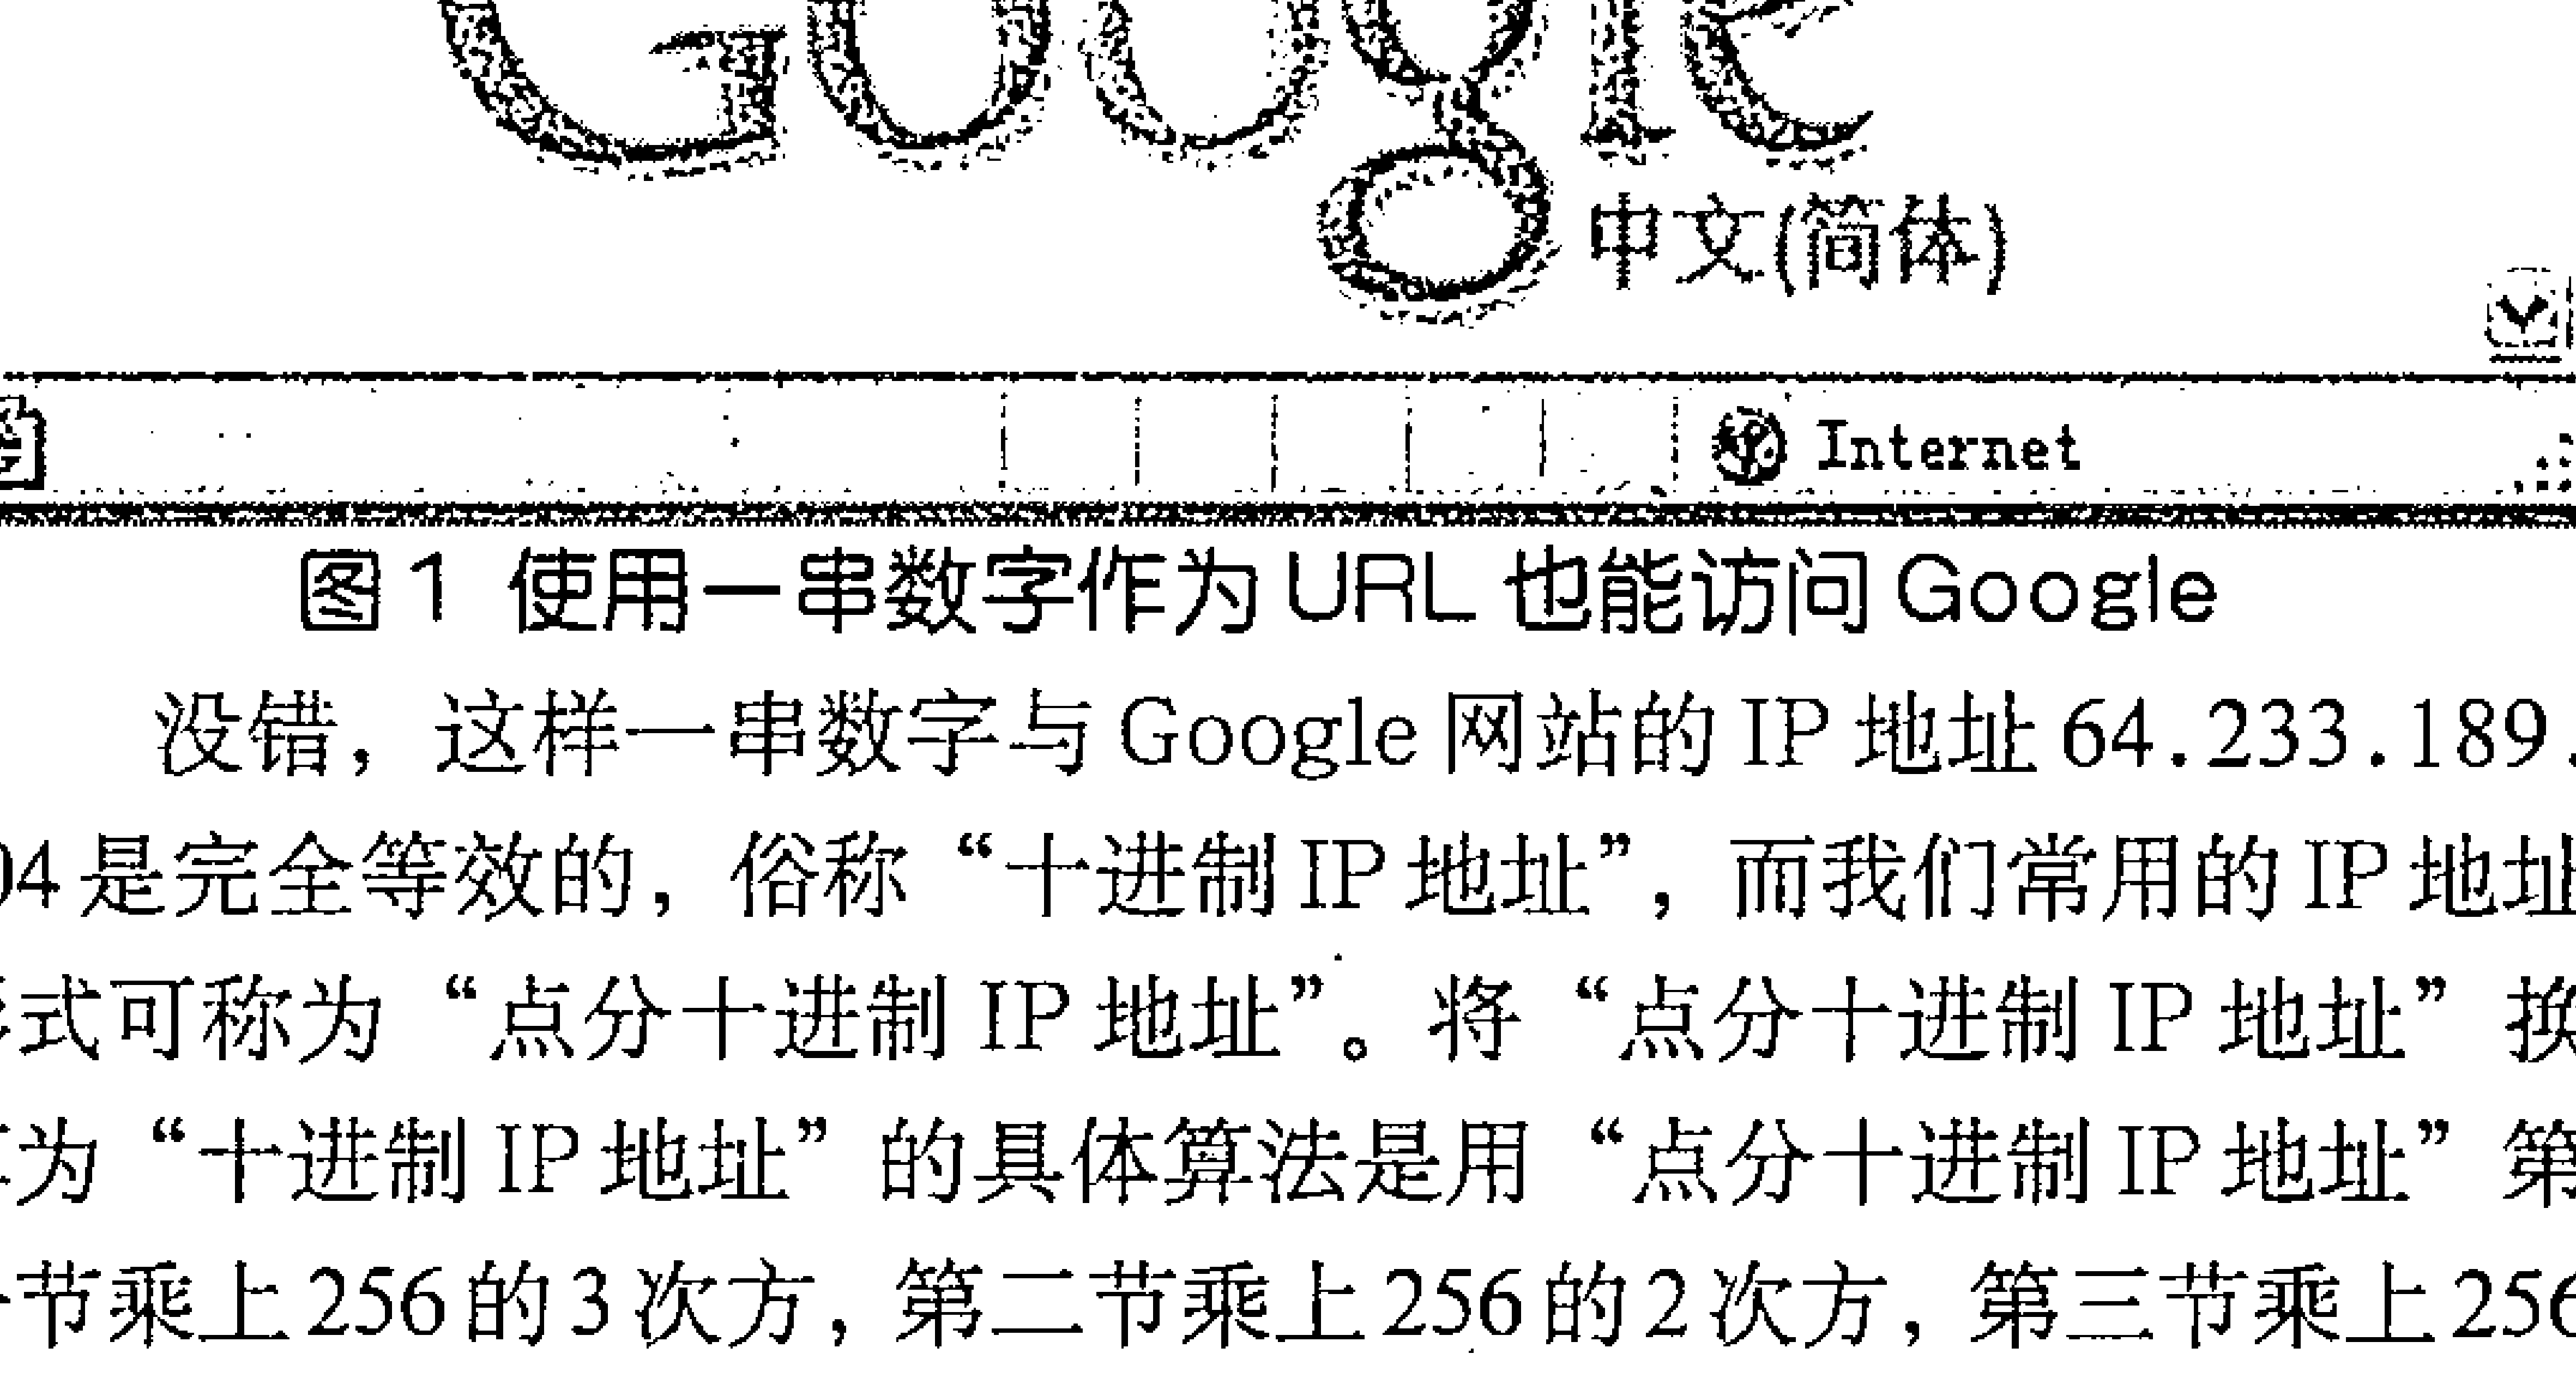 Google
中文(简体)
Internet
图1 使用一串数字作为URL也能访问Google
没错，这样一串数字与Google网站的IP地址64.233.189.
04是完全等效的，俗称“十进制IP地址”，而我们常用的IP地址
形式可称为“点分十进制IP地址”。将“点分十进制IP地址”换
为“十进制IP地址”的具体算法是用“点分十进制IP地址”第
节乘上256的3次方，第二节乘上256的2次方，第三节乘上256